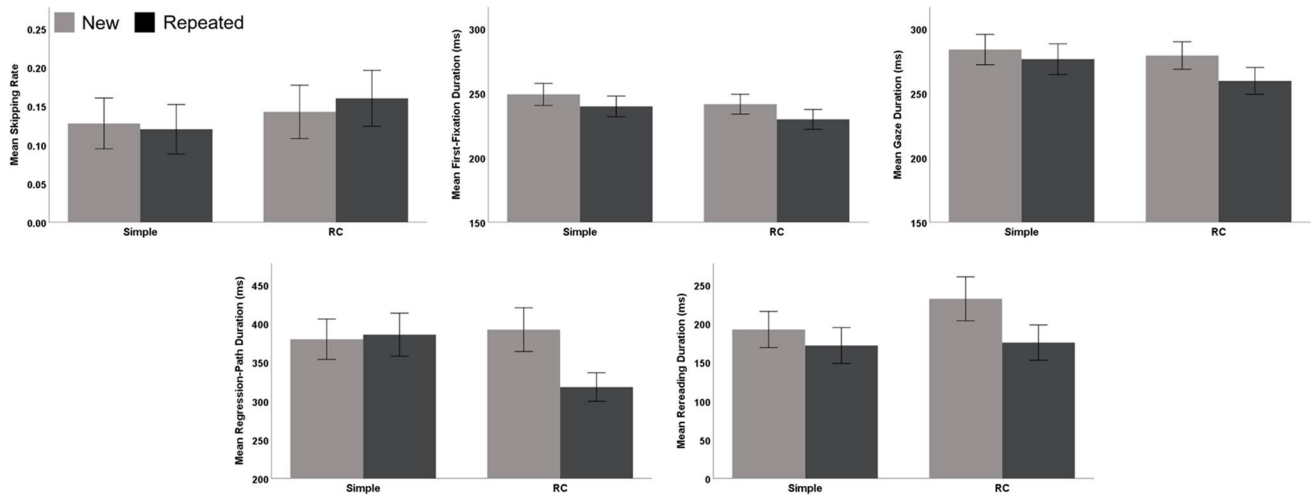 New Repeated
Mean Skipping Rate
0.25
0.20
0.15
0.10
0.05
0.00
Simple RC
Mean First-Fixation Duration (ms)
300
250
200
150
Simple RC
Mean Gaze Duration (ms)
300
250
200
150
Simple RC
Mean Regression-Path Duration (ms)
450
400
350
300
250
200
Simple RC
Mean Rereading Duration (ms)
250
200
150
100
50
0
Simple RC